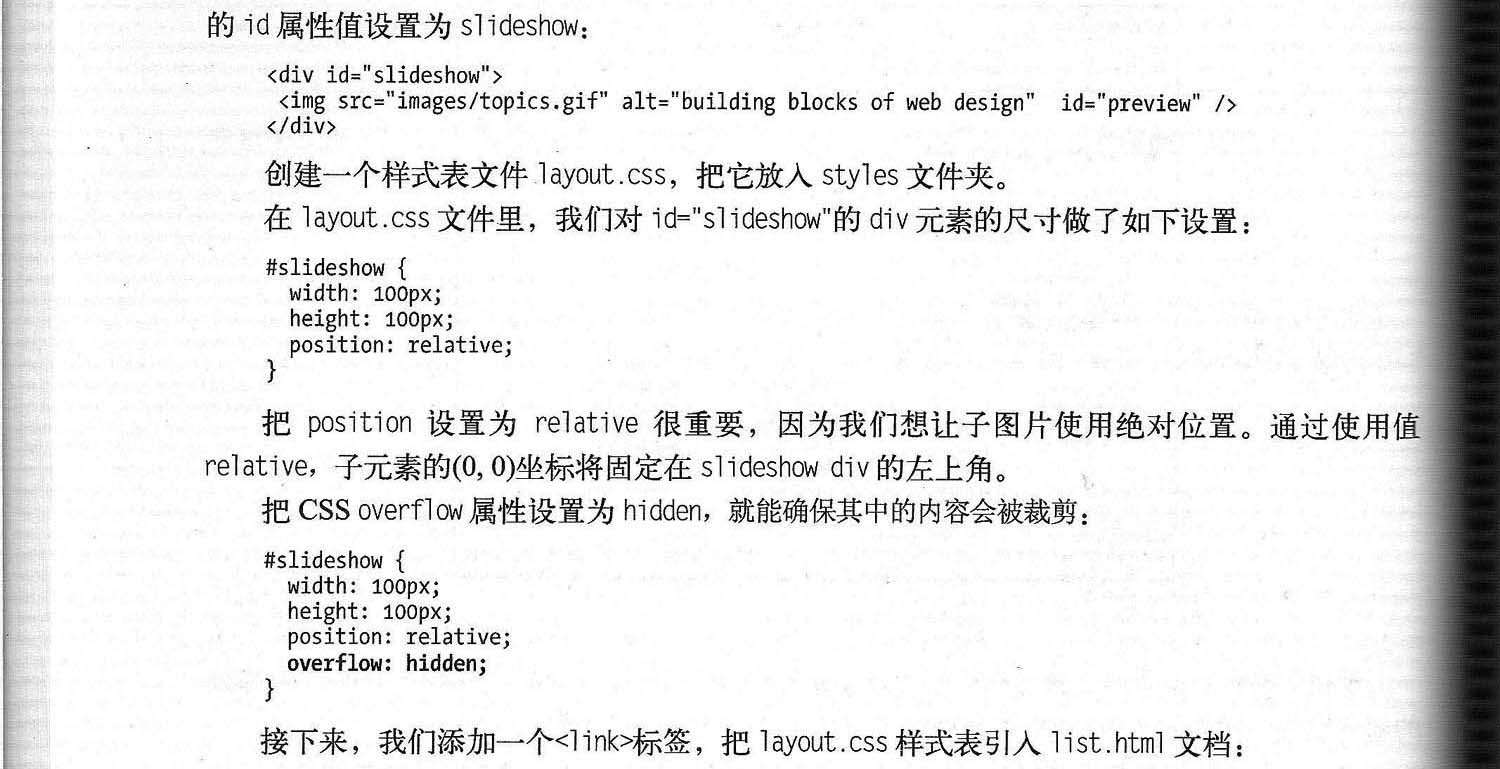 的 id 属性值设置为 slideshow：
<div id="slideshow">
 <img src="images/topics.gif" alt="building blocks of web design"  id="preview" />
</div>
创建一个样式表文件 layout.css，把它放入 styles 文件夹。
在 layout.css 文件里，我们对 id="slideshow"的 div 元素的尺寸做了如下设置：
#slideshow {
  width: 100px;
  height: 100px;
  position: relative;
}
把 position 设置为 relative 很重要，因为我们想让子图片使用绝对位置。通过使用值
relative，子元素的(0, 0)坐标将固定在 slideshow div 的左上角。
把 CSS overflow 属性设置为 hidden，就能确保其中的内容会被裁剪：
#slideshow {
  width: 100px;
  height: 100px;
  position: relative;
  overflow: hidden;
}
接下来，我们添加一个<link>标签，把 layout.css 样式表引入 list.html 文档：